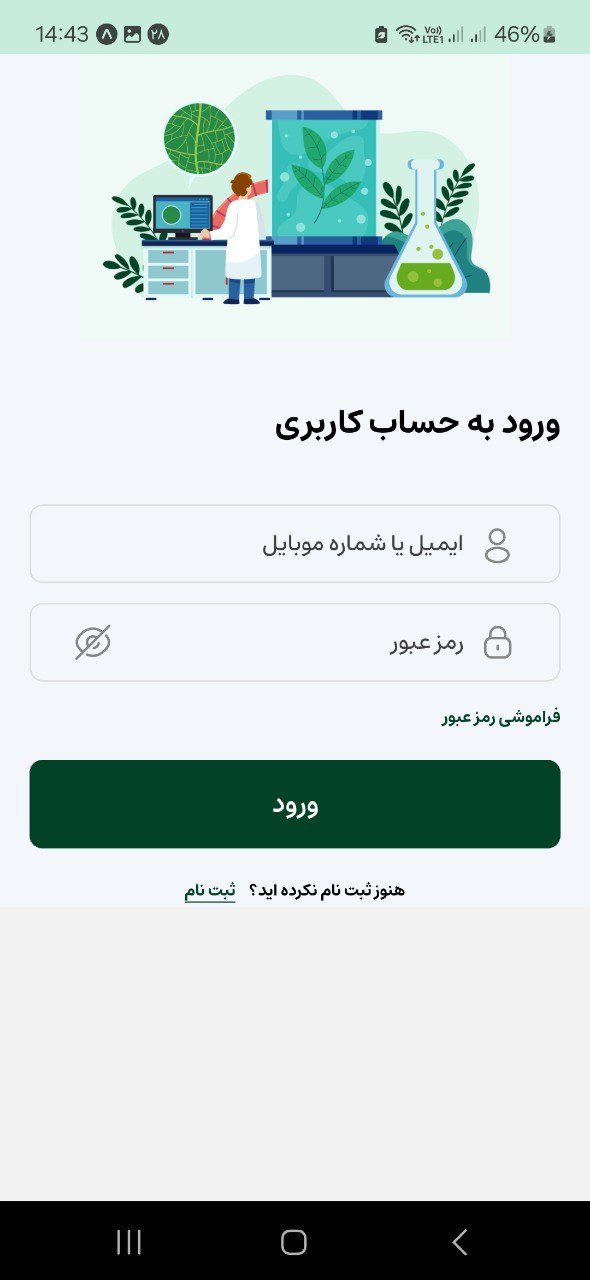 14:43 ۲۸ Vo)) LTE1 46%
ورود به حساب کاربری
ایمیل یا شماره موبایل
رمز عبور
فراموشی رمز عبور
ورود
هنوز ثبت نام نکرده اید؟ ثبت نام